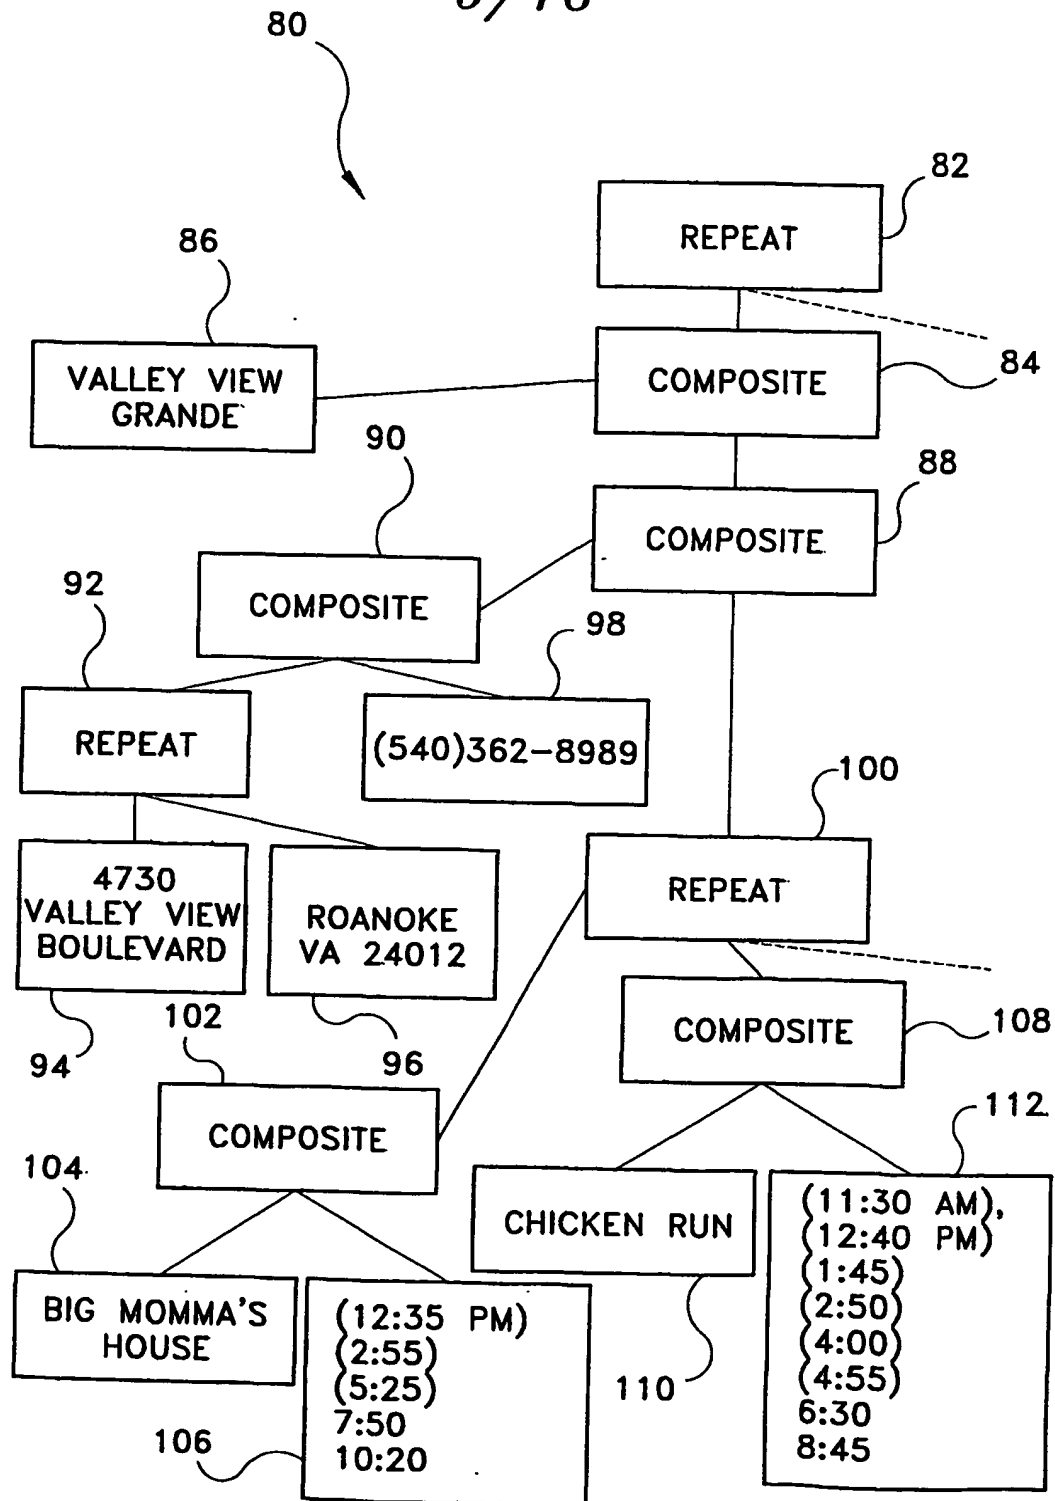 80
82
REPEAT
86
VALLEY VIEW
GRANDE
COMPOSITE
84
90
88
COMPOSITE
92
COMPOSITE
98
REPEAT
(540)362-8989
100
4730
VALLEY VIEW
BOULEVARD
ROANOKE
VA 24012
REPEAT
94
102
96
COMPOSITE
108
COMPOSITE
112
104
CHICKEN RUN
(11:30 AM),
(12:40 PM)
(1:45)
(2:50)
(4:00)
(4:55)
6:30
8:45
BIG MOMMA'S
HOUSE
(12:35 PM)
(2:55)
(5:25)
7:50
10:20
110
106